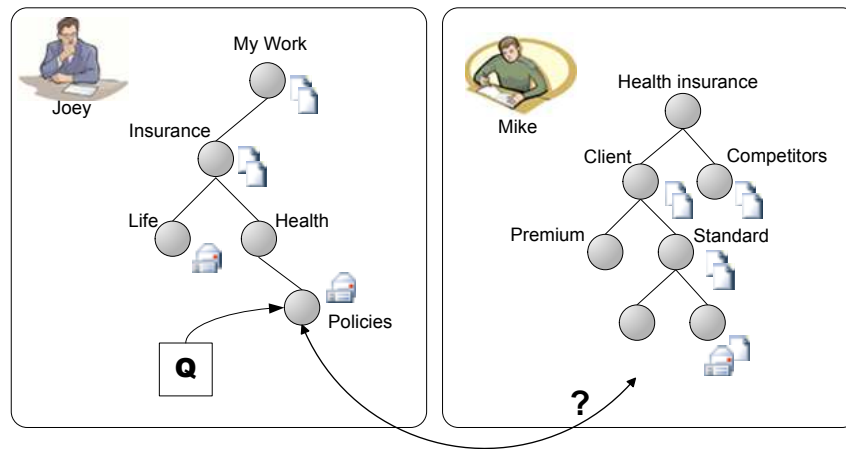 My Work
Joey
Insurance
Life
Health
Policies
Q
Health insurance
Mike
Client
Competitors
Premium
Standard
?